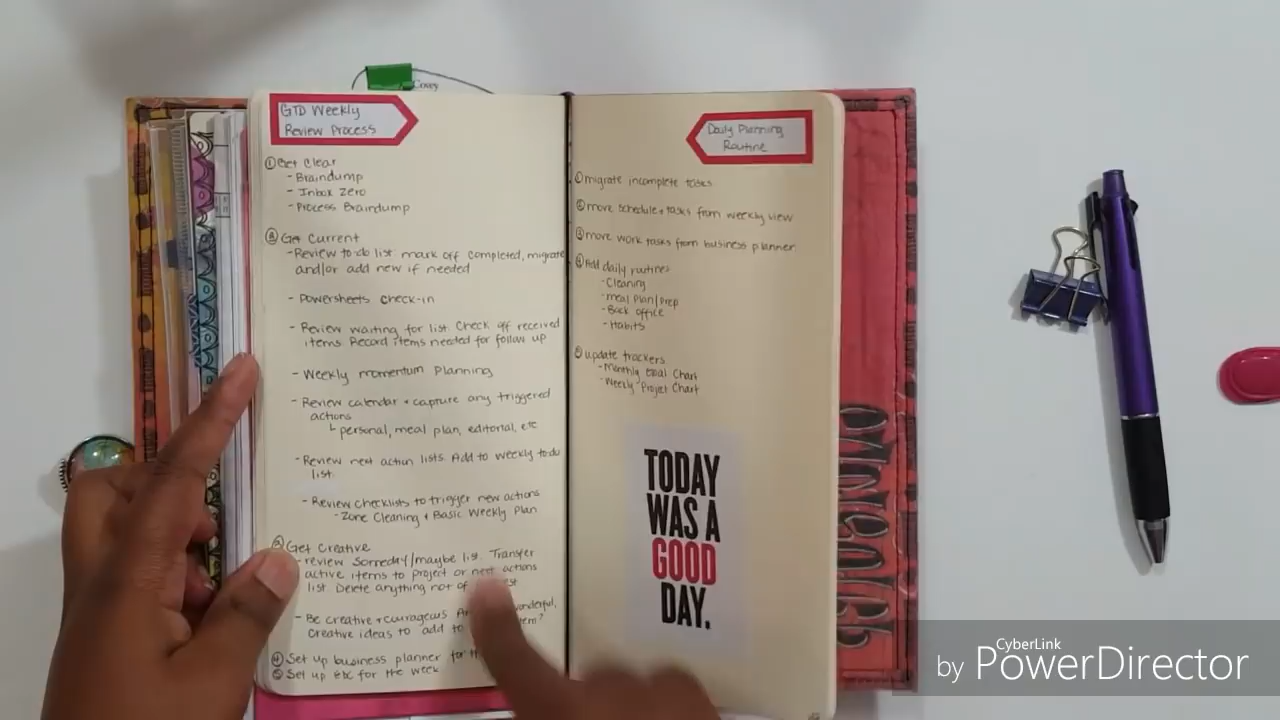 Covey
GTD Weekly
Review Process
① Get Clear
- Braindump
- Inbox Zero
- Process Braindump
② Get Current
- Review to-do list mark off completed, migrate
and/or add new if needed
- Powersheets check-in
- Review waiting for list. Check off received
items. Record items needed for follow up
- Weekly momentum planning
- Review calendar + capture any triggered
actions
└ personal, meal plan, editorial, etc
- Review next action lists. Add to weekly todo
list.
- Review checklists to trigger new actions
- Zone Cleaning + Basic Weekly Plan
③ Get Creative
- review Someday/maybe list. Transfer
active items to project or next actions
list. Delete anything not of
- Be creative + courageous
creative ideas to add to
④ Set up business planner for
⑤ Set up EDC for the week
Daily Planning
Routine
① migrate incomplete tasks
② move schedule + tasks from weekly view
③ move work tasks from business planner
④ Add daily routines
- Cleaning
- meal plan/prep
- Back office
- Habits
⑤ update trackers
- Monthly Goal Chart
- Weekly Project Chart
TODAY
WAS A
GOOD
DAY.
CyberLink
by PowerDirector